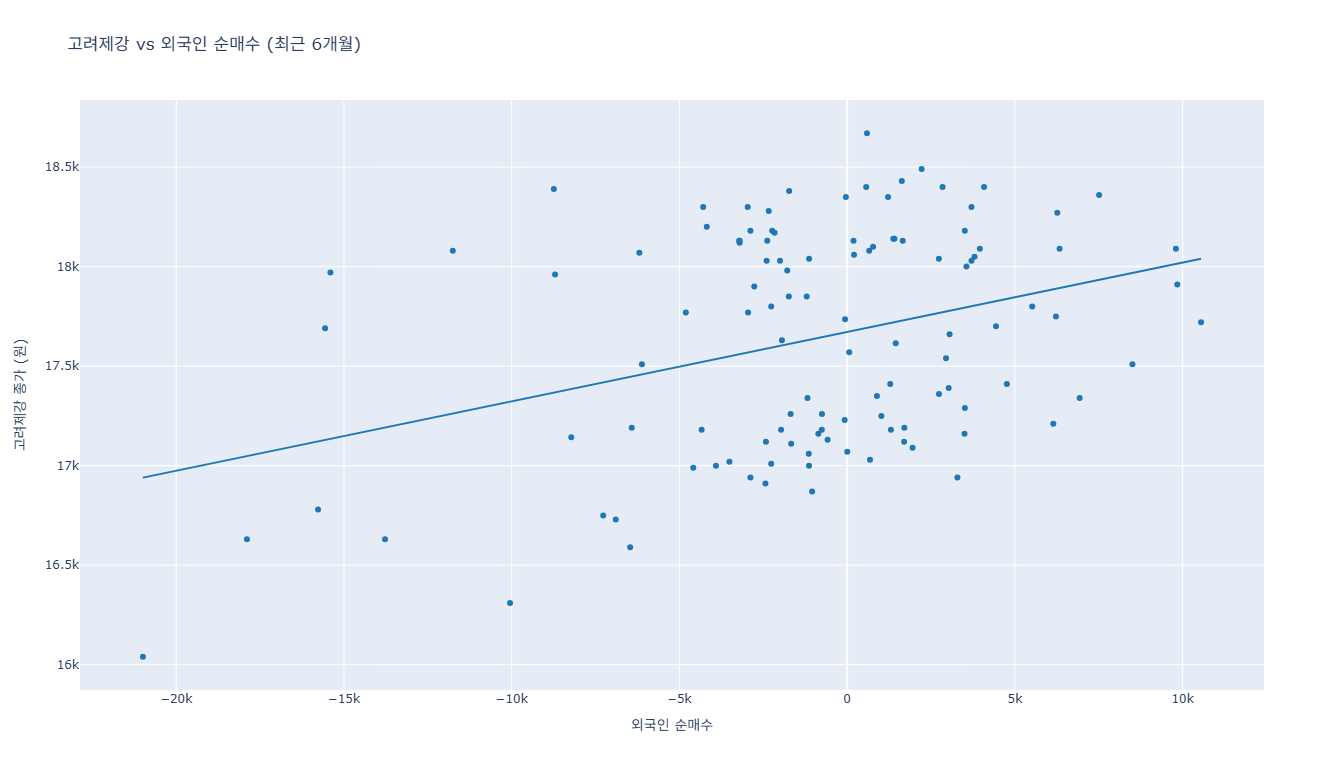 고려제강 vs 외국인 순매수 (최근 6개월)
18.5k
18k
17.5k
17k
16.5k
16k
고려제강 종가 (원)
−20k
−15k
−10k
−5k
0
5k
10k
외국인 순매수